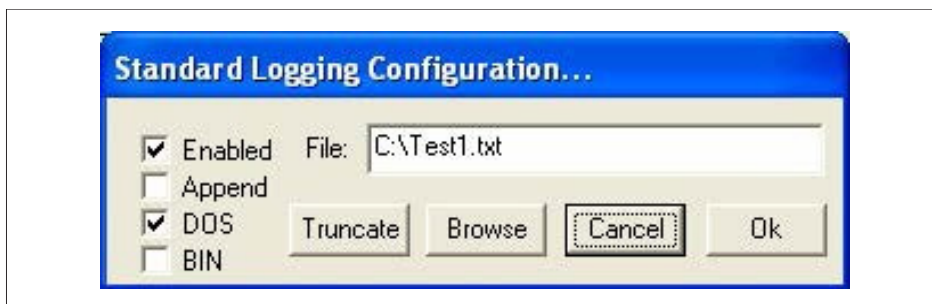 Standard Logging Configuration...
Enabled File: C:\Test1.txt
Append
DOS Truncate Browse Cancel Ok
BIN